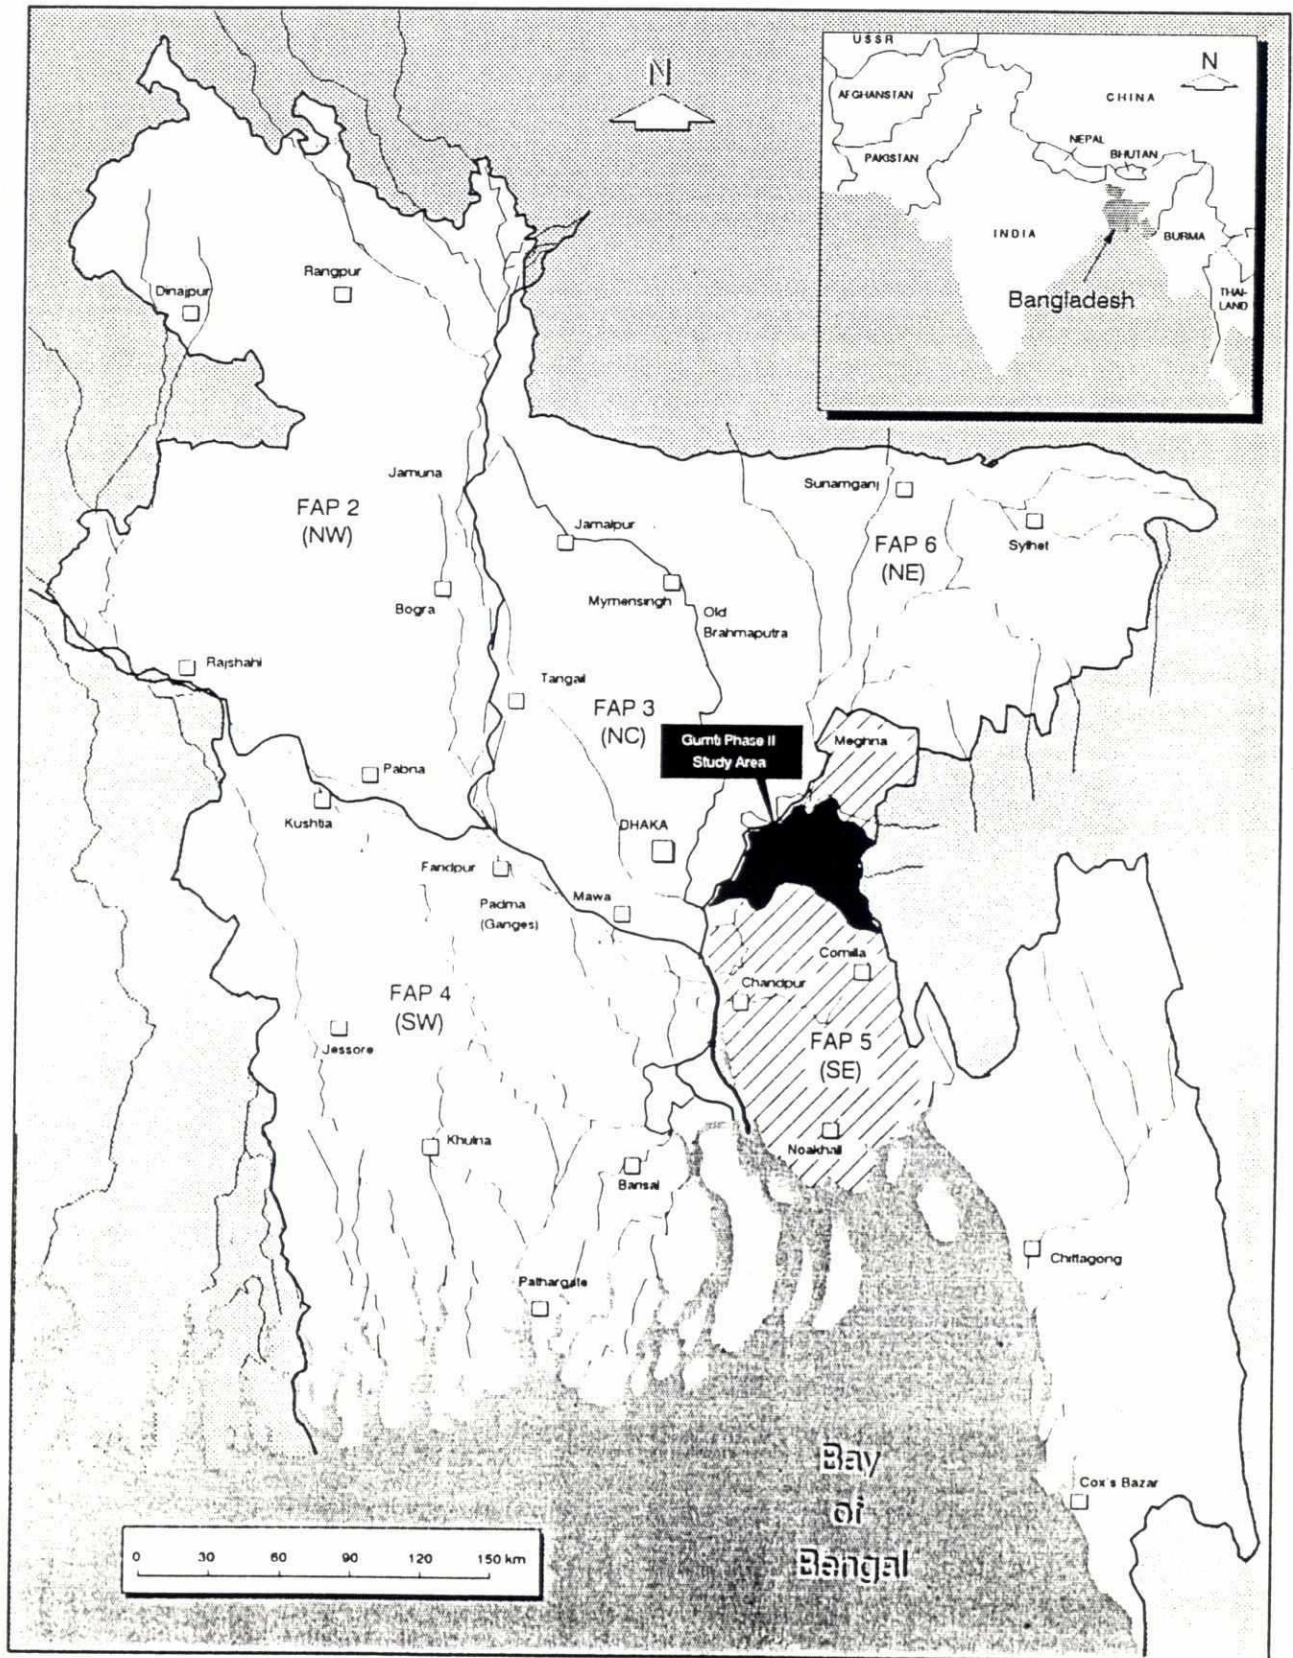 N
USSR
N
CHINA
AFGHANSTAN
NEPAL
BHUTAN
PAKISTAN
INDIA
BURMA
THAI-
LAND
Bangladesh
Rangpur
Dinajpur
Jamuna
Sunamganj
FAP 2
(NW)
Jamalpur
FAP 6
(NE)
Sylhet
Bogra
Mymensingh
Old
Brahmaputra
Rajshahi
Tangail
FAP 3
(NC)
Gumti Phase II
Study Area
Meghna
Pabna
Kushtia
DHAKA
Faridpur
Padma
(Ganges)
Mawa
Comilla
Chandpur
FAP 4
(SW)
Jessore
FAP 5
(SE)
Khulna
Noakhali
Barisal
Chittagong
Pathargate
Bay
of
Bengal
Cox's Bazar
0 30 60 90 120 150 km